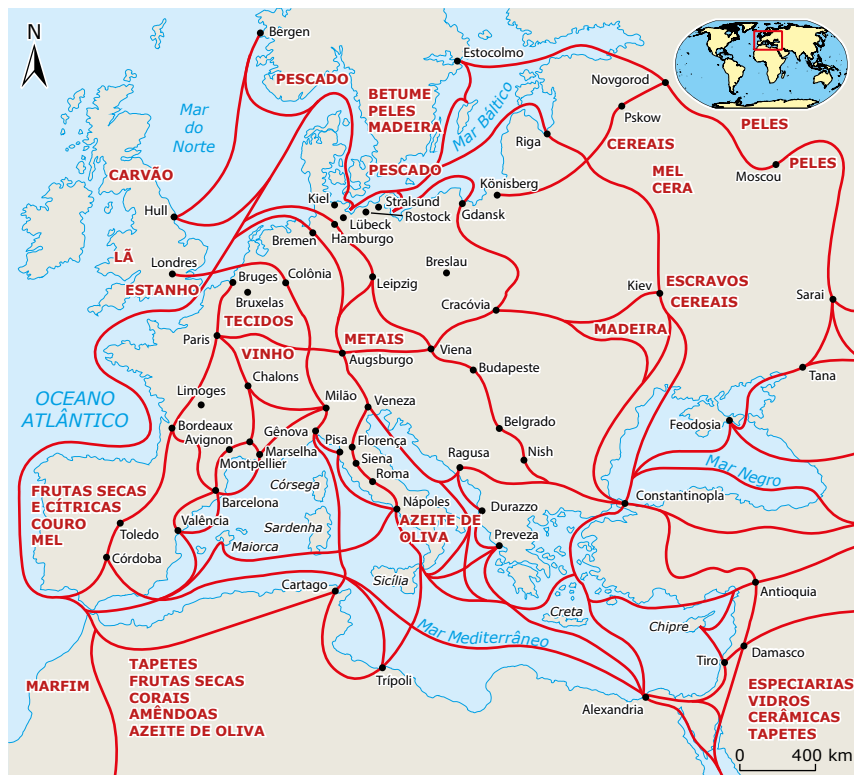 N
Bêrgen
Estocolmo
PESCADO
Novgorod
BETUME
PELES
MADEIRA
Mar
do
Norte
Mar Báltico
Pskow
PELES
Riga
CEREAIS
PELES
Moscou
MEL
CERA
CARVÃO
PESCADO
Könisberg
Kiel
Stralsund
Rostock
Gdansk
Hull
Lübeck
Hamburgo
Bremen
LÃ
Londres
Bruges
Colônia
Breslau
Leipzig
ESTANHO
Bruxelas
Kiev
ESCRAVOS
CEREAIS
Sarai
Cracóvia
TECIDOS
MADEIRA
Paris
METAIS
Viena
VINHO
Augsburgo
Budapeste
Tana
Chalons
OCEANO
ATLÂNTICO
Limoges
Milão
Veneza
Bordeaux
Gênova
Pisa
Florença
Belgrado
Feodosia
Avignon
Marselha
Montpellier
Siena
Nish
Ragusa
Mar Negro
Roma
Córsega
FRUTAS SECAS
E CÍTRICAS
COURO
MEL
Barcelona
Constantinopla
Nápoles
Durazzo
Valência
Toledo
Sardenha
AZEITE DE
OLIVA
Preveza
Maiorca
Córdoba
Cartago
Sicília
Antioquia
Creta
Chipre
Mar Mediterrâneo
Damasco
Tiro
TAPETES
FRUTAS SECAS
CORAIS
AMÊNDOAS
AZEITE DE OLIVA
MARFIM
Trípoli
Alexandria
ESPECIARIAS
VIDROS
CERÂMICAS
TAPETES
0 400 km